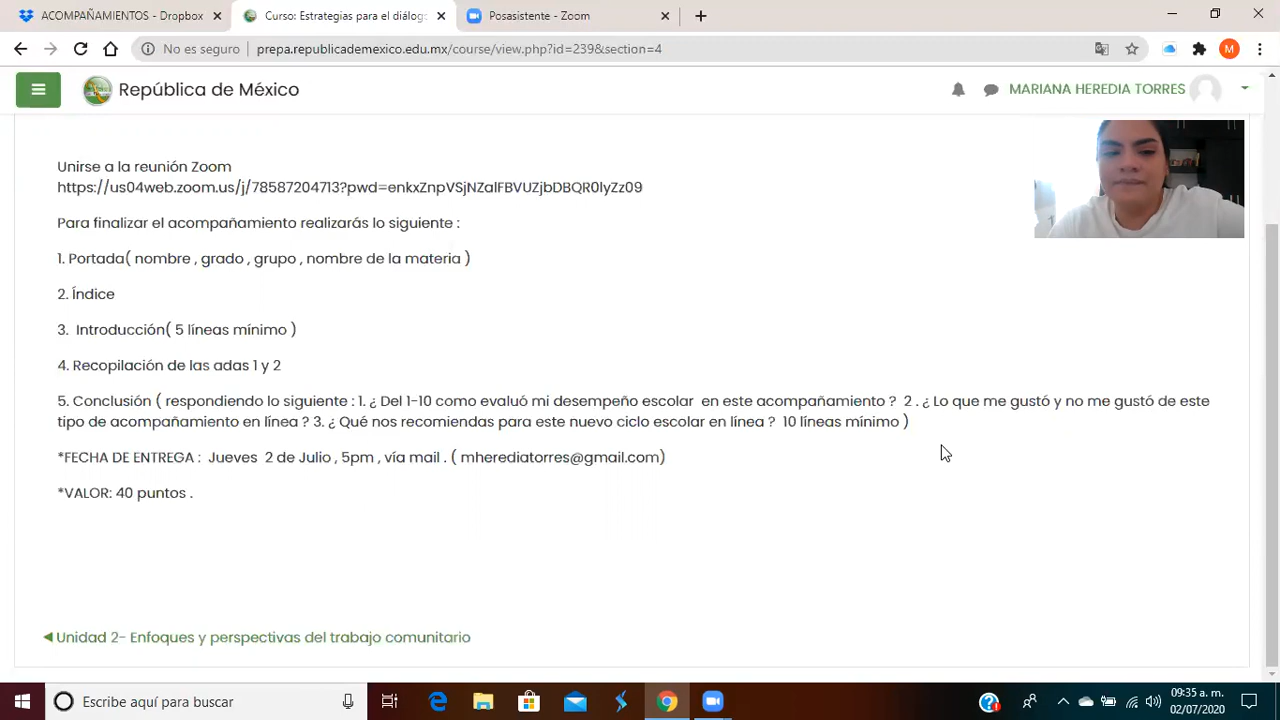 ACOMPAÑAMIENTOS - Dropbox
Curso: Estrategias para el diálogo
Posasistente - Zoom
No es seguro
prepa.republicademexico.edu.mx/course/view.php?id=239&section=4
M
República de México
MARIANA HEREDIA TORRES
Unirse a la reunión Zoom
https://us04web.zoom.us/j/78587204713?pwd=enkxZnpVSjNZalFBVUZjbDBQR0lyZz09
Para finalizar el acompañamiento realizarás lo siguiente :
1. Portada( nombre , grado , grupo , nombre de la materia )
2. Índice
3. Introducción( 5 líneas mínimo )
4. Recopilación de las adas 1 y 2
5. Conclusión ( respondiendo lo siguiente : 1. ¿ Del 1-10 como evaluó mi desempeño escolar en este acompañamiento ? 2 . ¿ Lo que me gustó y no me gustó de este
tipo de acompañamiento en línea ? 3. ¿ Qué nos recomiendas para este nuevo ciclo escolar en línea ? 10 líneas mínimo )
*FECHA DE ENTREGA : Jueves 2 de Julio , 5pm , vía mail . ( mherediatorres@gmail.com)
*VALOR: 40 puntos .
Unidad 2- Enfoques y perspectivas del trabajo comunitario
Escribe aquí para buscar
09:35 a. m.
02/07/2020